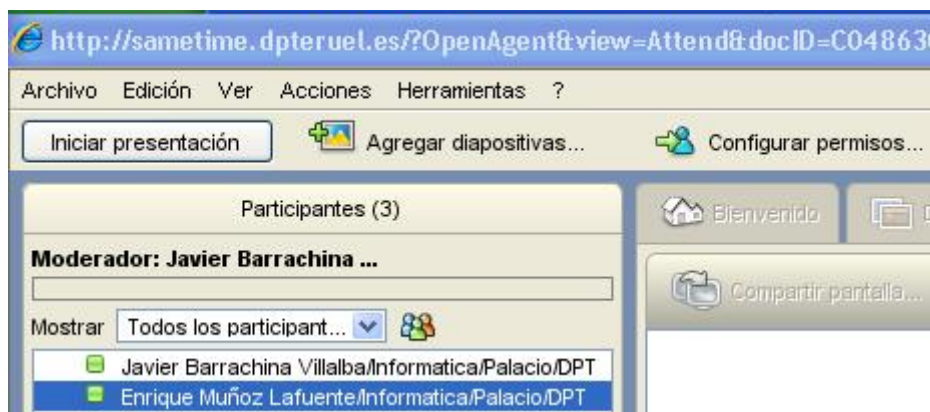 http://sametime.dpteruel.es/?OpenAgent&view=Attend&docID=C04863
Archivo Edición Ver Acciones Herramientas ?
Iniciar presentación Agregar diapositivas... Configurar permisos...
Participantes (3)
Bienvenido
Moderador: Javier Barrachina ...
Compartir pantalla...
Mostrar Todos los participant...
Javier Barrachina Villalba/Informatica/Palacio/DPT
Enrique Muñoz Lafuente/Informatica/Palacio/DPT